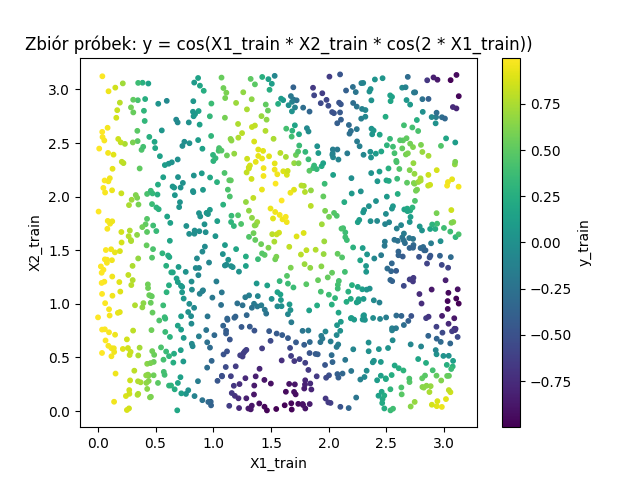 Zbiór próbek: y = cos(X1_train * X2_train * cos(2 * X1_train))
3.0
2.5
2.0
1.5
1.0
0.5
0.0
X2_train
0.0 0.5 1.0 1.5 2.0 2.5 3.0
X1_train
0.75
0.50
0.25
0.00
−0.25
−0.50
−0.75
y_train